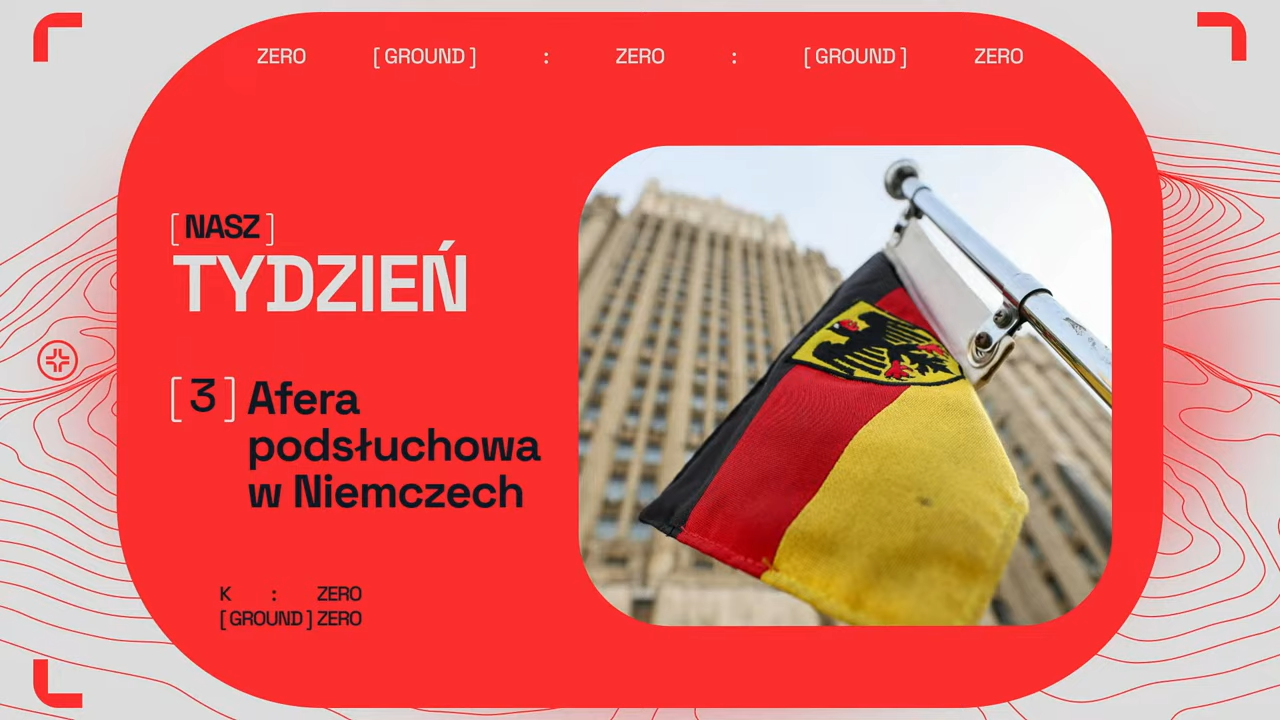 ZERO [GROUND] : ZERO : [GROUND] ZERO
[NASZ]
TYDZIEŃ
[3] Afera
podsłuchowa
w Niemczech
K : ZERO
[GROUND] ZERO